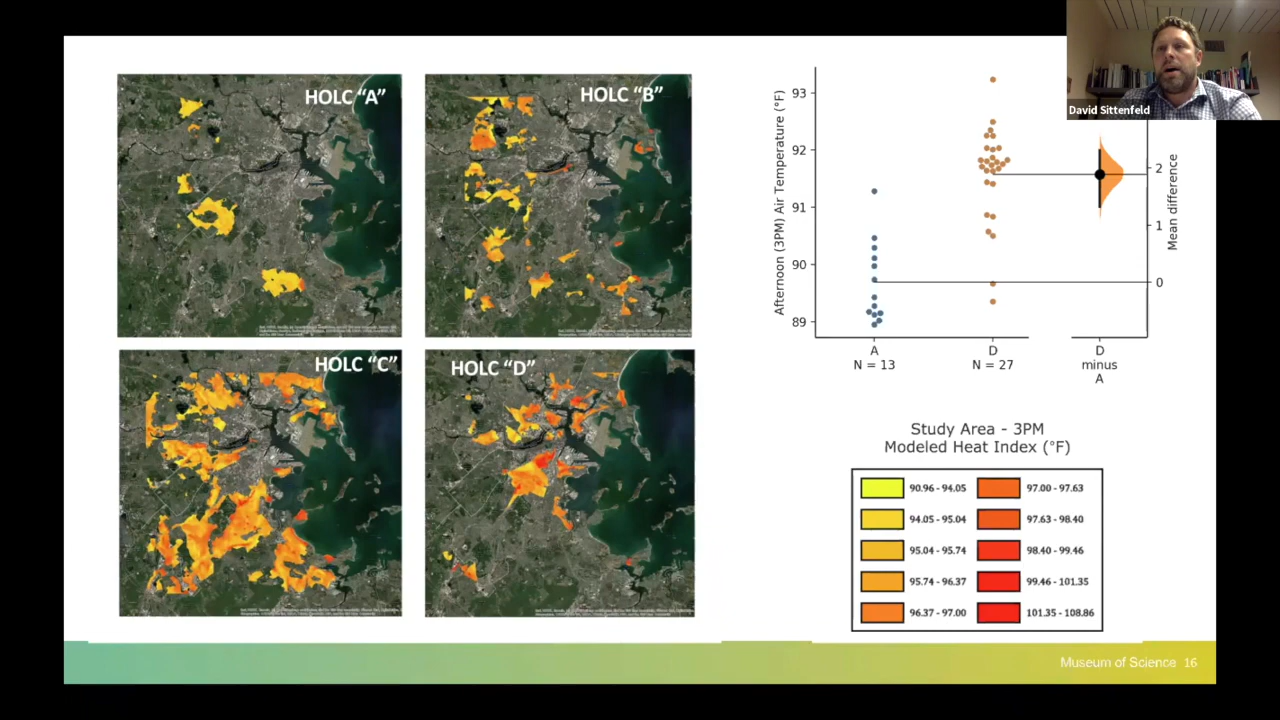 HOLC “A”
HOLC “B”
HOLC “C”
HOLC “D”
Afternoon (3PM) Air Temperature (°F)
93
92
91
90
89
A
N = 13
D
N = 27
D
minus
A
2
1
0
Mean difference
David Sittenfeld
Study Area - 3PM
Modeled Heat Index (°F)
90.96 - 94.05
94.05 - 95.04
95.04 - 95.74
95.74 - 96.37
96.37 - 97.00
97.00 - 97.63
97.63 - 98.40
98.40 - 99.46
99.46 - 101.35
101.35 - 108.86
Museum of Science 16